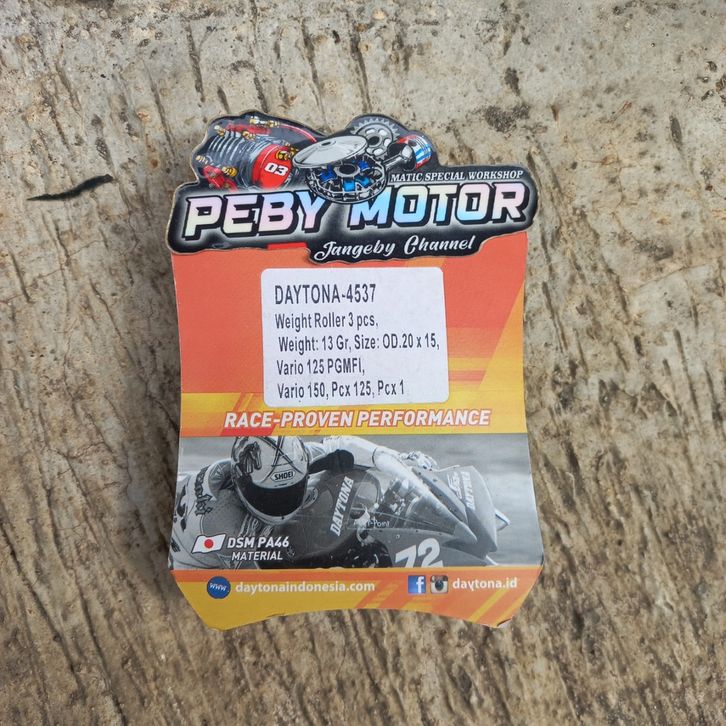 03
MATIC SPECIAL WORKSHOP
PEBY MOTOR
Jangeby Channel
DAYTONA-4537
Weight Roller 3 pcs,
Weight: 13 Gr, Size: OD.20 x 15,
Vario 125 PGMFI,
Vario 150, Pcx 125, Pcx 1
RACE-PROVEN PERFORMANCE
SHOEI
DAYTONA
DAYTONA
72
DSM PA46
MATERIAL
www
daytonaindonesia.com
f
daytona.id